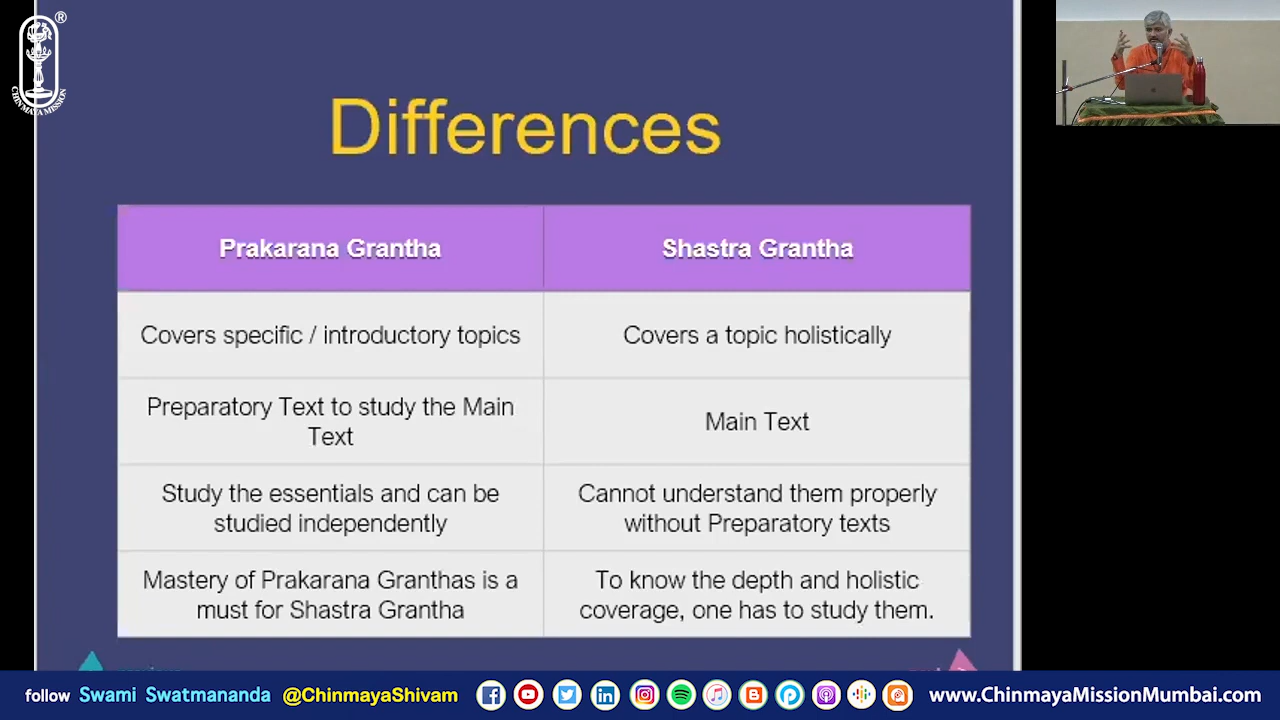 ®
CHINMAYA MISSION
Differences
Prakarana Grantha
Shastra Grantha
Covers specific / introductory topics
Covers a topic holistically
Preparatory Text to study the Main
Text
Main Text
Study the essentials and can be
studied independently
Cannot understand them properly
without Preparatory texts
Mastery of Prakarana Granthas is a
must for Shastra Grantha
To know the depth and holistic
coverage, one has to study them.
follow Swami Swatmananda @ChinmayaShivam www.ChinmayaMissionMumbai.com